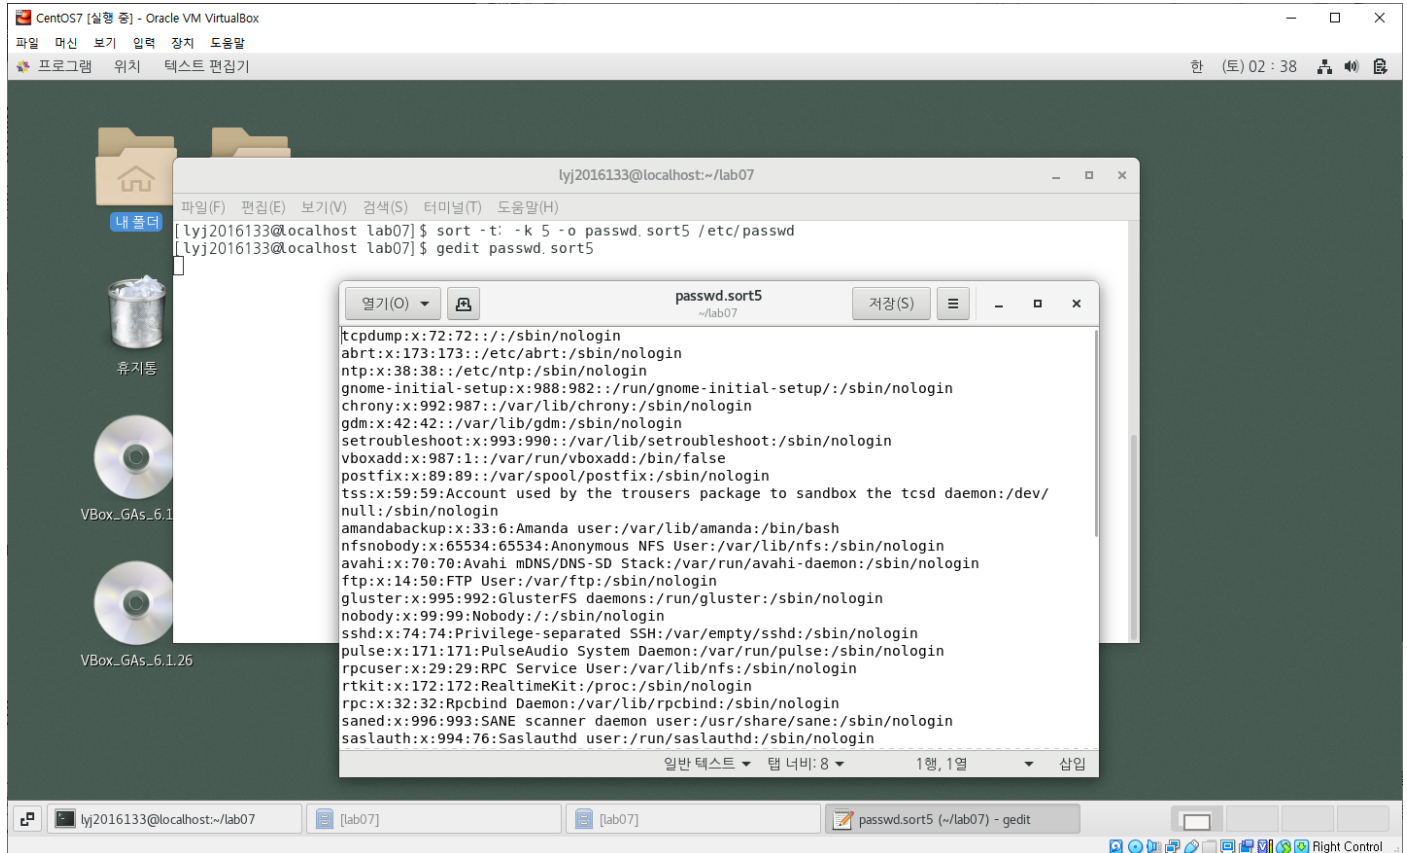 CentOS7 [실행 중] - Oracle VM VirtualBox
파일 머신 보기 입력 장치 도움말
프로그램 위치 텍스트 편집기 한 (토) 02 : 38
내 폴더
휴지통
VBox_GAs_6.1
VBox_GAs_6.1.26
lyj2016133@localhost:~/lab07
파일(F) 편집(E) 보기(V) 검색(S) 터미널(T) 도움말(H)
[lyj2016133@localhost lab07]$ sort -t: -k 5 -o passwd.sort5 /etc/passwd
[lyj2016133@localhost lab07]$ gedit passwd.sort5
열기(O) passwd.sort5 저장(S)
~/lab07
tcpdump:x:72:72::/:/sbin/nologin
abrt:x:173:173::/etc/abrt:/sbin/nologin
ntp:x:38:38::/etc/ntp:/sbin/nologin
gnome-initial-setup:x:988:982::/run/gnome-initial-setup/:/sbin/nologin
chrony:x:992:987::/var/lib/chrony:/sbin/nologin
gdm:x:42:42::/var/lib/gdm:/sbin/nologin
setroubleshoot:x:993:990::/var/lib/setroubleshoot:/sbin/nologin
vboxadd:x:987:1::/var/run/vboxadd:/bin/false
postfix:x:89:89::/var/spool/postfix:/sbin/nologin
tss:x:59:59:Account used by the trousers package to sandbox the tcsd daemon:/dev/
null:/sbin/nologin
amandabackup:x:33:6:Amanda user:/var/lib/amanda:/bin/bash
nfsnobody:x:65534:65534:Anonymous NFS User:/var/lib/nfs:/sbin/nologin
avahi:x:70:70:Avahi mDNS/DNS-SD Stack:/var/run/avahi-daemon:/sbin/nologin
ftp:x:14:50:FTP User:/var/ftp:/sbin/nologin
gluster:x:995:992:GlusterFS daemons:/run/gluster:/sbin/nologin
nobody:x:99:99:Nobody:/:/sbin/nologin
sshd:x:74:74:Privilege-separated SSH:/var/empty/sshd:/sbin/nologin
pulse:x:171:171:PulseAudio System Daemon:/var/run/pulse:/sbin/nologin
rpcuser:x:29:29:RPC Service User:/var/lib/nfs:/sbin/nologin
rtkit:x:172:172:RealtimeKit:/proc:/sbin/nologin
rpc:x:32:32:Rpcbind Daemon:/var/lib/rpcbind:/sbin/nologin
saned:x:996:993:SANE scanner daemon user:/usr/share/sane:/sbin/nologin
saslauth:x:994:76:Saslauthd user:/run/saslauthd:/sbin/nologin
일반 텍스트 탭 너비: 8 1행, 1열 삽입
lyj2016133@localhost:~/lab07 [lab07] [lab07] passwd.sort5 (~/lab07) - gedit
Right Control